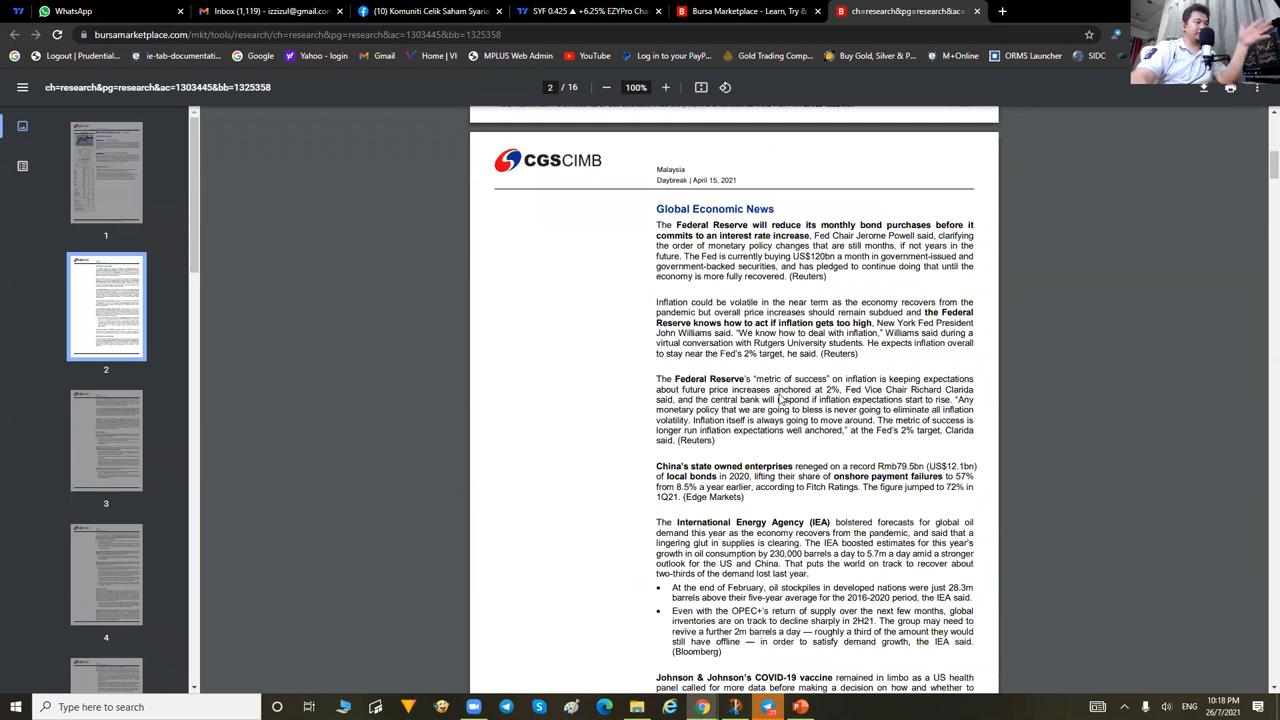 WhatsApp
Inbox (1,119) - izizul@gmail.com
(10) Komuniti Celik Saham Syaria
SYF 0.425 ▲ +6.25% EZYPro Cha
Bursa Marketplace - Learn, Try &
ch=research&pg=research&ac=13
bursamarketplace.com/mkt/tools/research/ch=research&pg=research&ac=1303445&bb=1325358
Logout | Prudential...
ie-lab-documentati...
Google
Yahoo - login
Gmail
Home
MPLUS Webinar
YouTube
Log in to your PayP...
Gold Trading Comp...
Buy Gold, Silver & P...
M+Online
ORMS Launcher
SIDC
ch=research&pg=research&ac=1303445&bb=1325358
2 / 16
100%
1
2
3
4
CGSCIMB
Malaysia
Daybreak | April 15, 2021
Global Economic News
The Federal Reserve will reduce its monthly bond purchases before it
commits to an interest rate increase, Fed Chair Jerome Powell said, clarifying
the order of monetary policy changes that are still months, if not years in the
future. The Fed is currently buying US$120bn a month in government-issued and
government-backed securities, and has pledged to continue doing that until the
economy is more fully recovered. (Reuters)
Inflation could be volatile in the near term as the economy recovers from the
pandemic but overall price increases should remain subdued and the Federal
Reserve knows how to act if inflation gets too high, New York Fed President
John Williams said. “We know how to deal with inflation,” Williams said during a
virtual conversation with Rutgers University students. He expects inflation overall
to stay near the Fed’s 2% target, he said. (Reuters)
The Federal Reserve’s “metric of success” on inflation is keeping expectations
about future price increases anchored at 2%, Fed Vice Chair Richard Clarida
said, and the central bank will respond if inflation expectations start to rise. “Any
monetary policy that we are going to bless is never going to eliminate all inflation
volatility. Inflation itself is always going to move around. The metric of success is
longer run inflation expectations well anchored,” at the Fed’s 2% target, Clarida
said. (Reuters)
China’s state owned enterprises reneged on a record Rmb79.5bn (US$12.1bn)
of local bonds in 2020, lifting their share of onshore payment failures to 57%
from 8.5% a year earlier, according to Fitch Ratings. The figure jumped to 72% in
1Q21. (Edge Markets)
The International Energy Agency (IEA) bolstered forecasts for global oil
demand this year as the economy recovers from the pandemic, and said that a
lingering glut in supplies is clearing. The IEA boosted estimates for this year’s
growth in oil consumption by 230,000 barrels a day to 5.7m a day amid a stronger
outlook for the US and China. That puts the world on track to recover about
two-thirds of the demand lost last year.
• At the end of February, oil stockpiles in developed nations were just 28.3m
barrels above their five-year average for the 2016-2020 period, the IEA said.
• Even with the OPEC+’s return of supply over the next few months, global
inventories are on track to decline sharply in 2H21. The group may need to
revive a further 2m barrels a day — roughly a third of the amount they would
still have offline — in order to satisfy demand growth, the IEA said.
(Bloomberg)
Johnson & Johnson’s COVID-19 vaccine remained in limbo as a US health
panel called for more data before making a decision on how and whether to
Type here to search
ENG
10:18 PM
26/7/2021